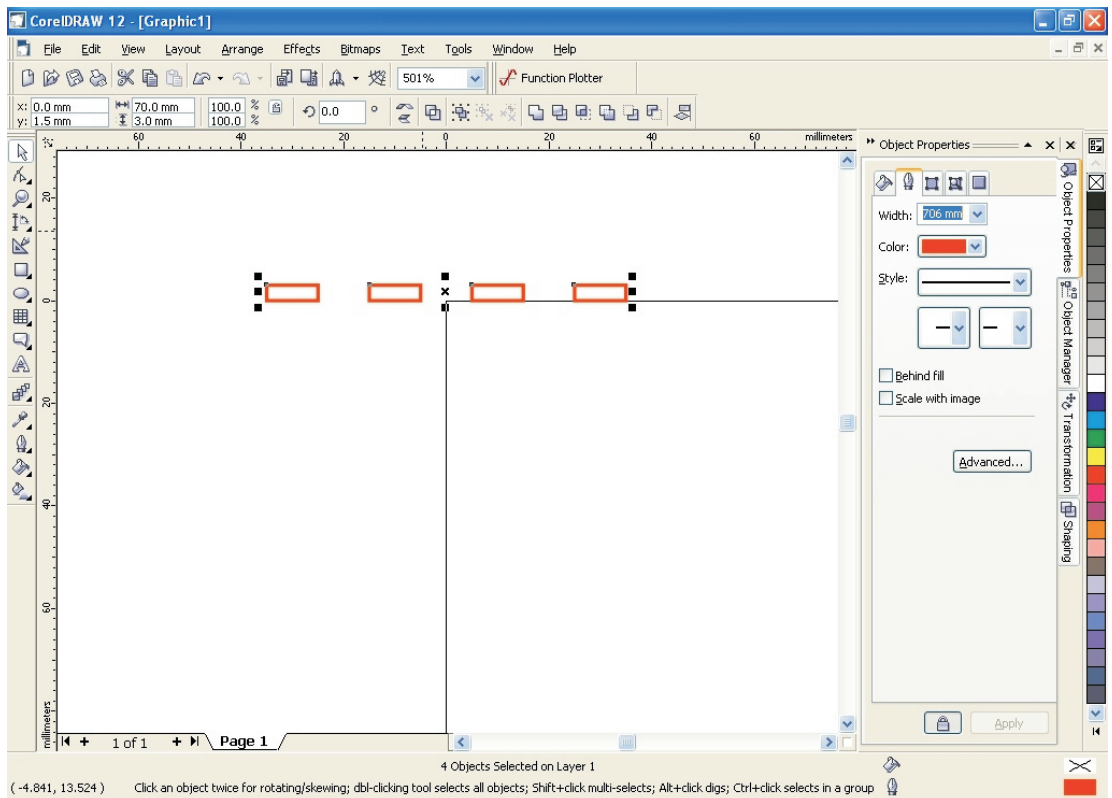 CorelDRAW 12 - [Graphic1]
File Edit View Layout Arrange Effects Bitmaps Text Tools Window Help
501% Function Plotter
x: 0.0 mm 70.0 mm 100.0 % 0.0 °
y: 1.5 mm 3.0 mm 100.0 %
60 40 20 0 20 40 60 millimeters
20
0
20
40
60
millimeters
Object Properties
Width: 706 mm
Color:
Style:
Behind fill
Scale with image
Advanced...
Apply
Object Properties
Object Manager
Transformation
Shaping
1 of 1 Page 1
4 Objects Selected on Layer 1
( -4.841, 13.524 ) Click an object twice for rotating/skewing; dbl-clicking tool selects all objects; Shift+click multi-selects; Alt+click digs; Ctrl+click selects in a group